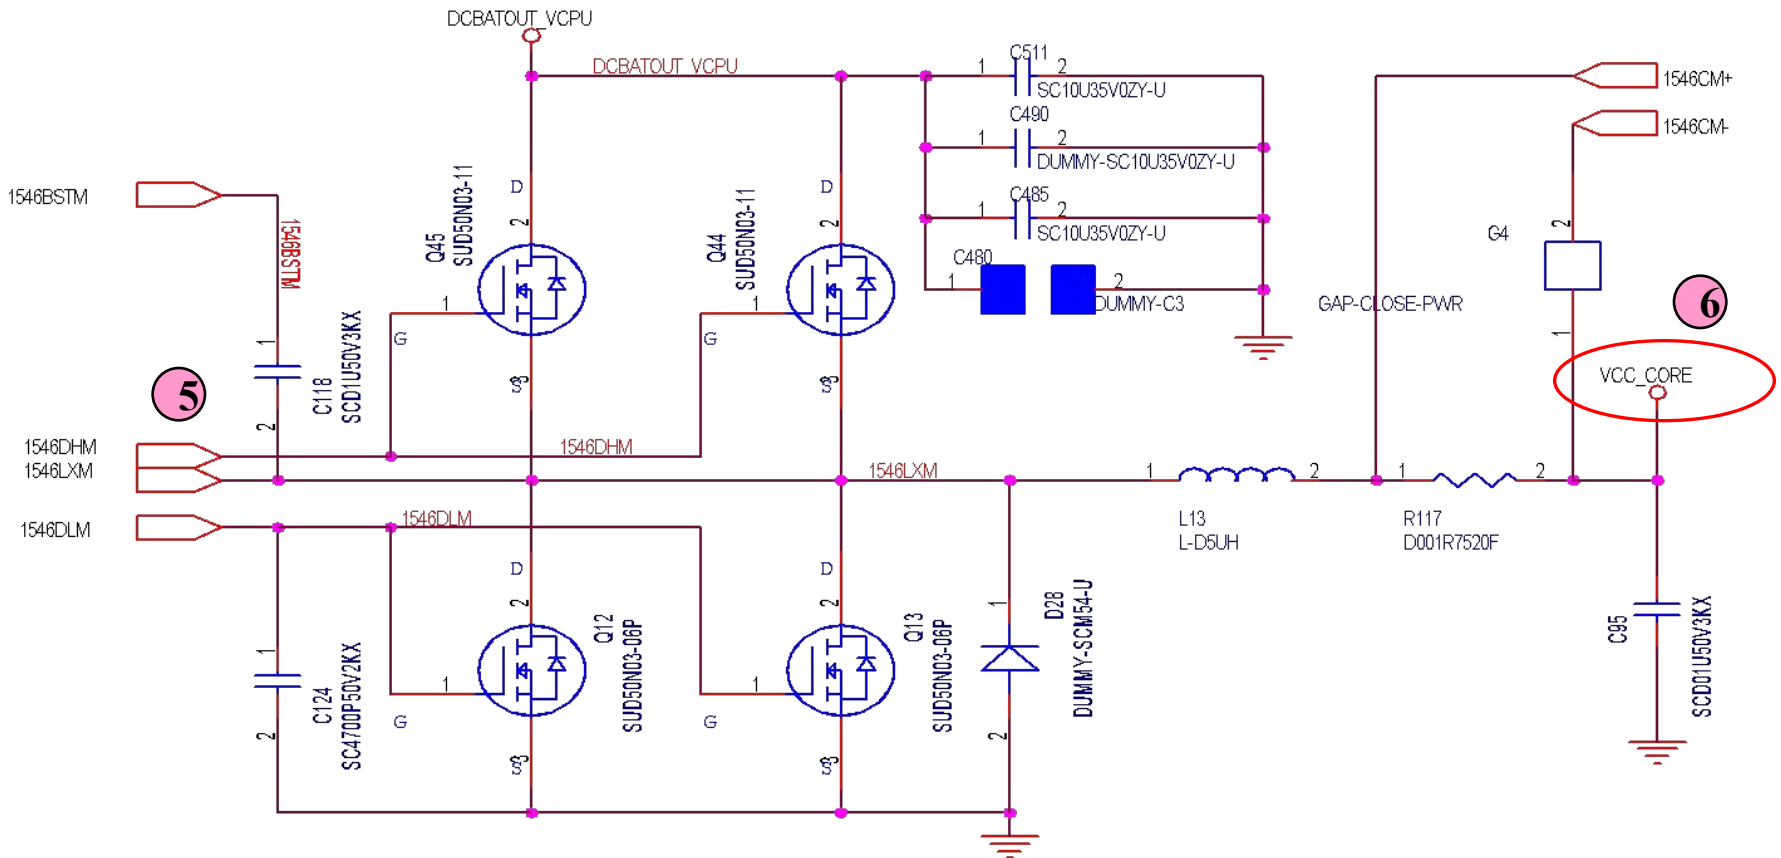 DCBATOUT_VCPU
DCBATOUT_VCPU
C511
1 2
SC10U35V0ZY-U
C490
1 2
DUMMY-SC10U35V0ZY-U
C485
1 2
SC10U35V0ZY-U
C480
1 2
DUMMY-C3
1546CM+
1546CM-
1546BSTM
1546BSTM
Q45
SUD50N03-11
D
2
1
G
S
3
Q44
SUD50N03-11
D
2
1
G
S
3
G4
2
1
GAP-CLOSE-PWR
6
VCC_CORE
1
C118
SCD1U50V3KX
2
5
1546DHM
1546LXM
1546DHM
1546LXM
1 2
L13
L-D5UH
1 2
R117
D001R7520F
1546DLM
1546DLM
1
C124
SC4700P50V2KX
2
D
2
Q12
SUD50N03-06P
1
G
S
3
D
2
Q13
SUD50N03-06P
1
G
S
3
1
D28
DUMMY-SCM54-U
2
1
C95
SCD01U50V3KX
2